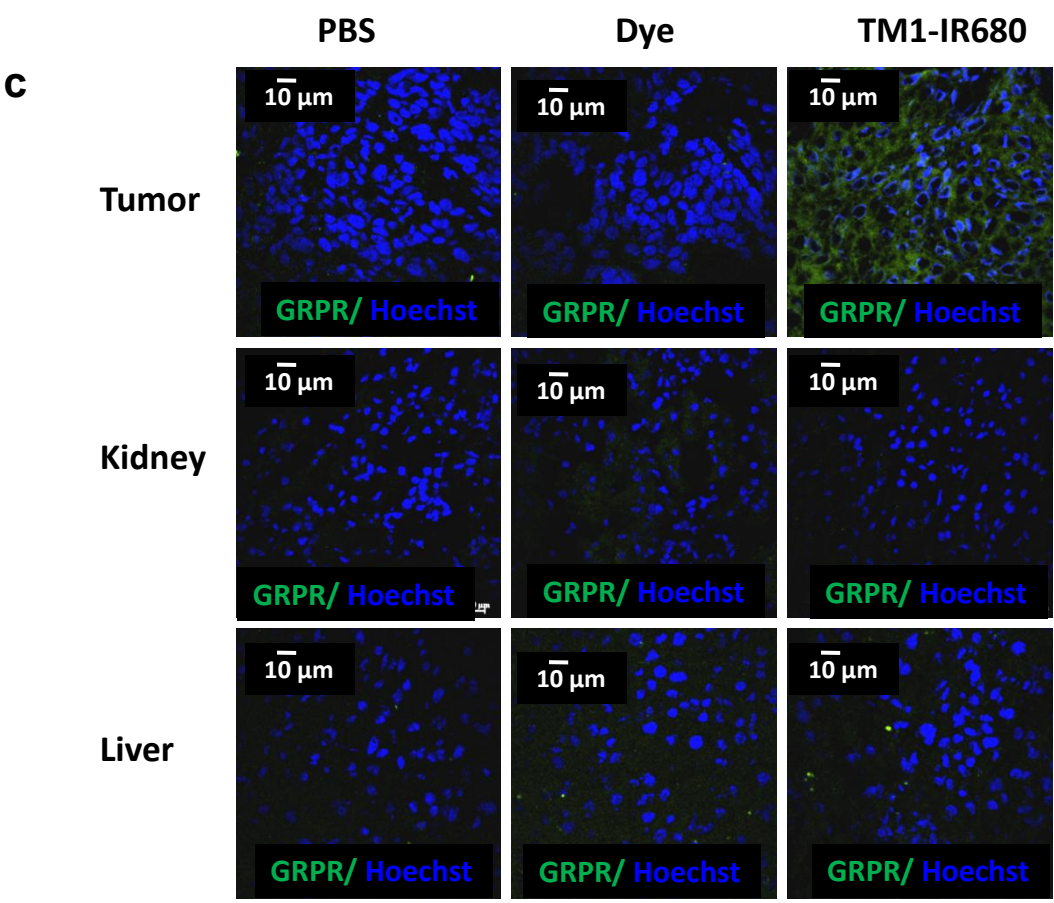 c
PBS Dye TM1-IR680
Tumor
10 µm 10 µm 10 µm
GRPR/ Hoechst GRPR/ Hoechst GRPR/ Hoechst
Kidney
10 µm 10 µm 10 µm
GRPR/ Hoechst GRPR/ Hoechst GRPR/ Hoechst
Liver
10 µm 10 µm 10 µm
GRPR/ Hoechst GRPR/ Hoechst GRPR/ Hoechst